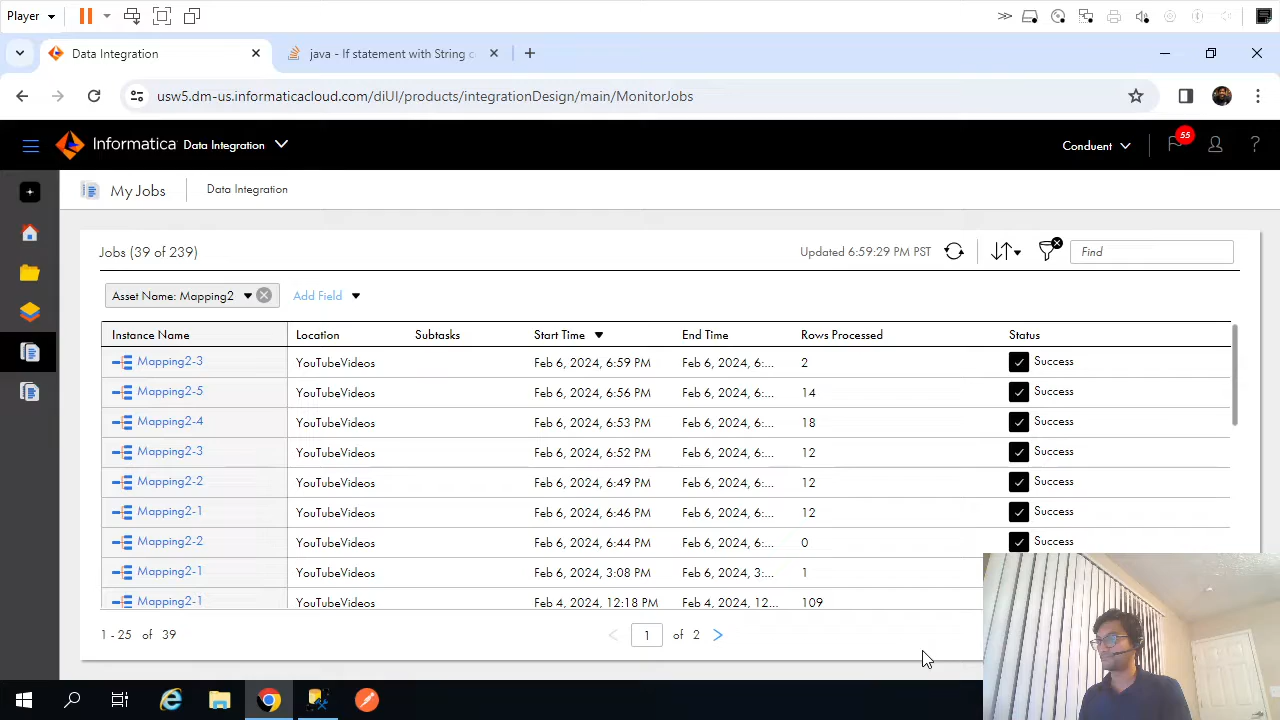 Player
Data Integration
java - If statement with String c
usw5.dm-us.informaticacloud.com/diUI/products/integrationDesign/main/MonitorJobs
Informatica Data Integration
Conduent
55
?
My Jobs
Data Integration
Jobs (39 of 239)
Updated 6:59:29 PM PST
Find
Asset Name: Mapping2
Add Field
Instance Name Location Subtasks Start Time End Time Rows Processed Status
Mapping2-3 YouTubeVideos Feb 6, 2024, 6:59 PM Feb 6, 2024, 6:... 2 Success
Mapping2-5 YouTubeVideos Feb 6, 2024, 6:56 PM Feb 6, 2024, 6:... 14 Success
Mapping2-4 YouTubeVideos Feb 6, 2024, 6:53 PM Feb 6, 2024, 6:... 18 Success
Mapping2-3 YouTubeVideos Feb 6, 2024, 6:52 PM Feb 6, 2024, 6:... 12 Success
Mapping2-2 YouTubeVideos Feb 6, 2024, 6:49 PM Feb 6, 2024, 6:... 12 Success
Mapping2-1 YouTubeVideos Feb 6, 2024, 6:46 PM Feb 6, 2024, 6:... 12 Success
Mapping2-2 YouTubeVideos Feb 6, 2024, 6:44 PM Feb 6, 2024, 6:... 0 Success
Mapping2-1 YouTubeVideos Feb 6, 2024, 3:08 PM Feb 6, 2024, 3:... 1
Mapping2-1 YouTubeVideos Feb 4, 2024, 12:18 PM Feb 4, 2024, 12... 109
1 - 25 of 39
1 of 2